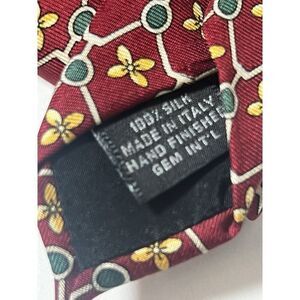 100% SILK
MADE IN ITALY
HAND FINISHED
GEM INT'L